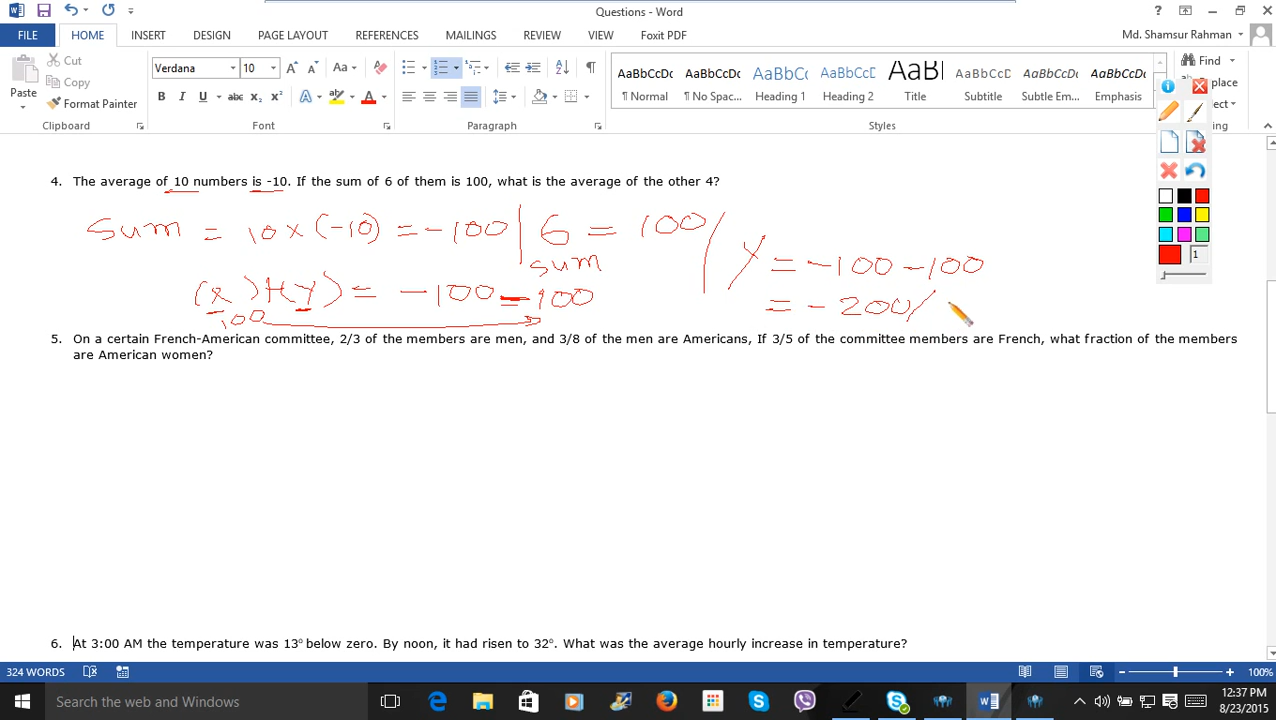 Questions - Word
FILE HOME INSERT DESIGN PAGE LAYOUT REFERENCES MAILINGS REVIEW VIEW Foxit PDF Md. Shamsur Rahman
Paste Cut Copy Format Painter
Verdana 10
AaBbCcDc AaBbCcDc AaBbCc AaBbCcD AaBl AaBbCcD AaBbCcDc AaBbCcDc
¶ Normal ¶ No Spac... Heading 1 Heading 2 Title Subtitle Subtle Em... Emphasis
Find
Clipboard Font Paragraph Styles
1
4. The average of 10 numbers is -10. If the sum of 6 of them is 100, what is the average of the other 4?
Sum = 10 x (-10) = -100 | 6 = 100 / y = -100 -100
sum
(x ) + (y) = -100 - 100
= -200/
100
5. On a certain French-American committee, 2/3 of the members are men, and 3/8 of the men are Americans, If 3/5 of the committee members are French, what fraction of the members
are American women?
6. At 3:00 AM the temperature was 13° below zero. By noon, it had risen to 32°. What was the average hourly increase in temperature?
324 WORDS 100%
Search the web and Windows
12:37 PM
8/23/2015